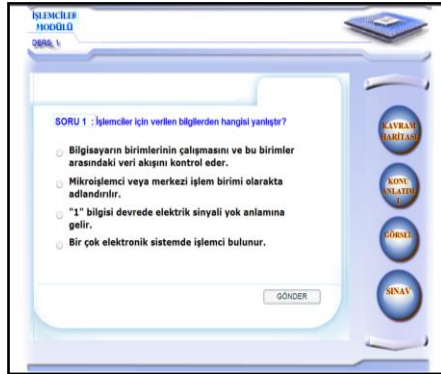 İŞLEMCİLER
MODÜLÜ
DERS: 1
SORU 1 : İşlemciler için verilen bilgilerden hangisi yanlıştır?
Bilgisayarın birimlerinin çalışmasını ve bu birimler
arasındaki veri akışını kontrol eder.
Mikroişlemci veya merkezi işlem birimi olarakta
adlandırılır.
"1" bilgisi devrede elektrik sinyali yok anlamına
gelir.
Bir çok elektronik sistemde işlemci bulunur.
GÖNDER
KAVRAM
HARİTASI
KONU
ANLATIMI
GÖRSEL
SINAV